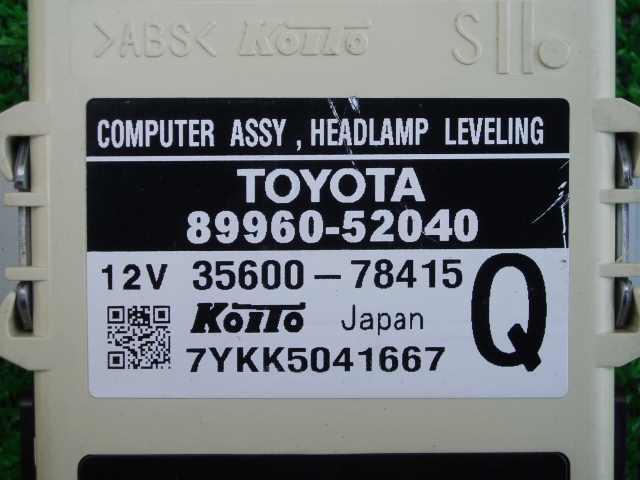 >ABS< KOITO S
COMPUTER ASSY , HEADLAMP LEVELING
TOYOTA
89960-52040
12V 35600-78415 Q
KOITO Japan
7YKK5041667